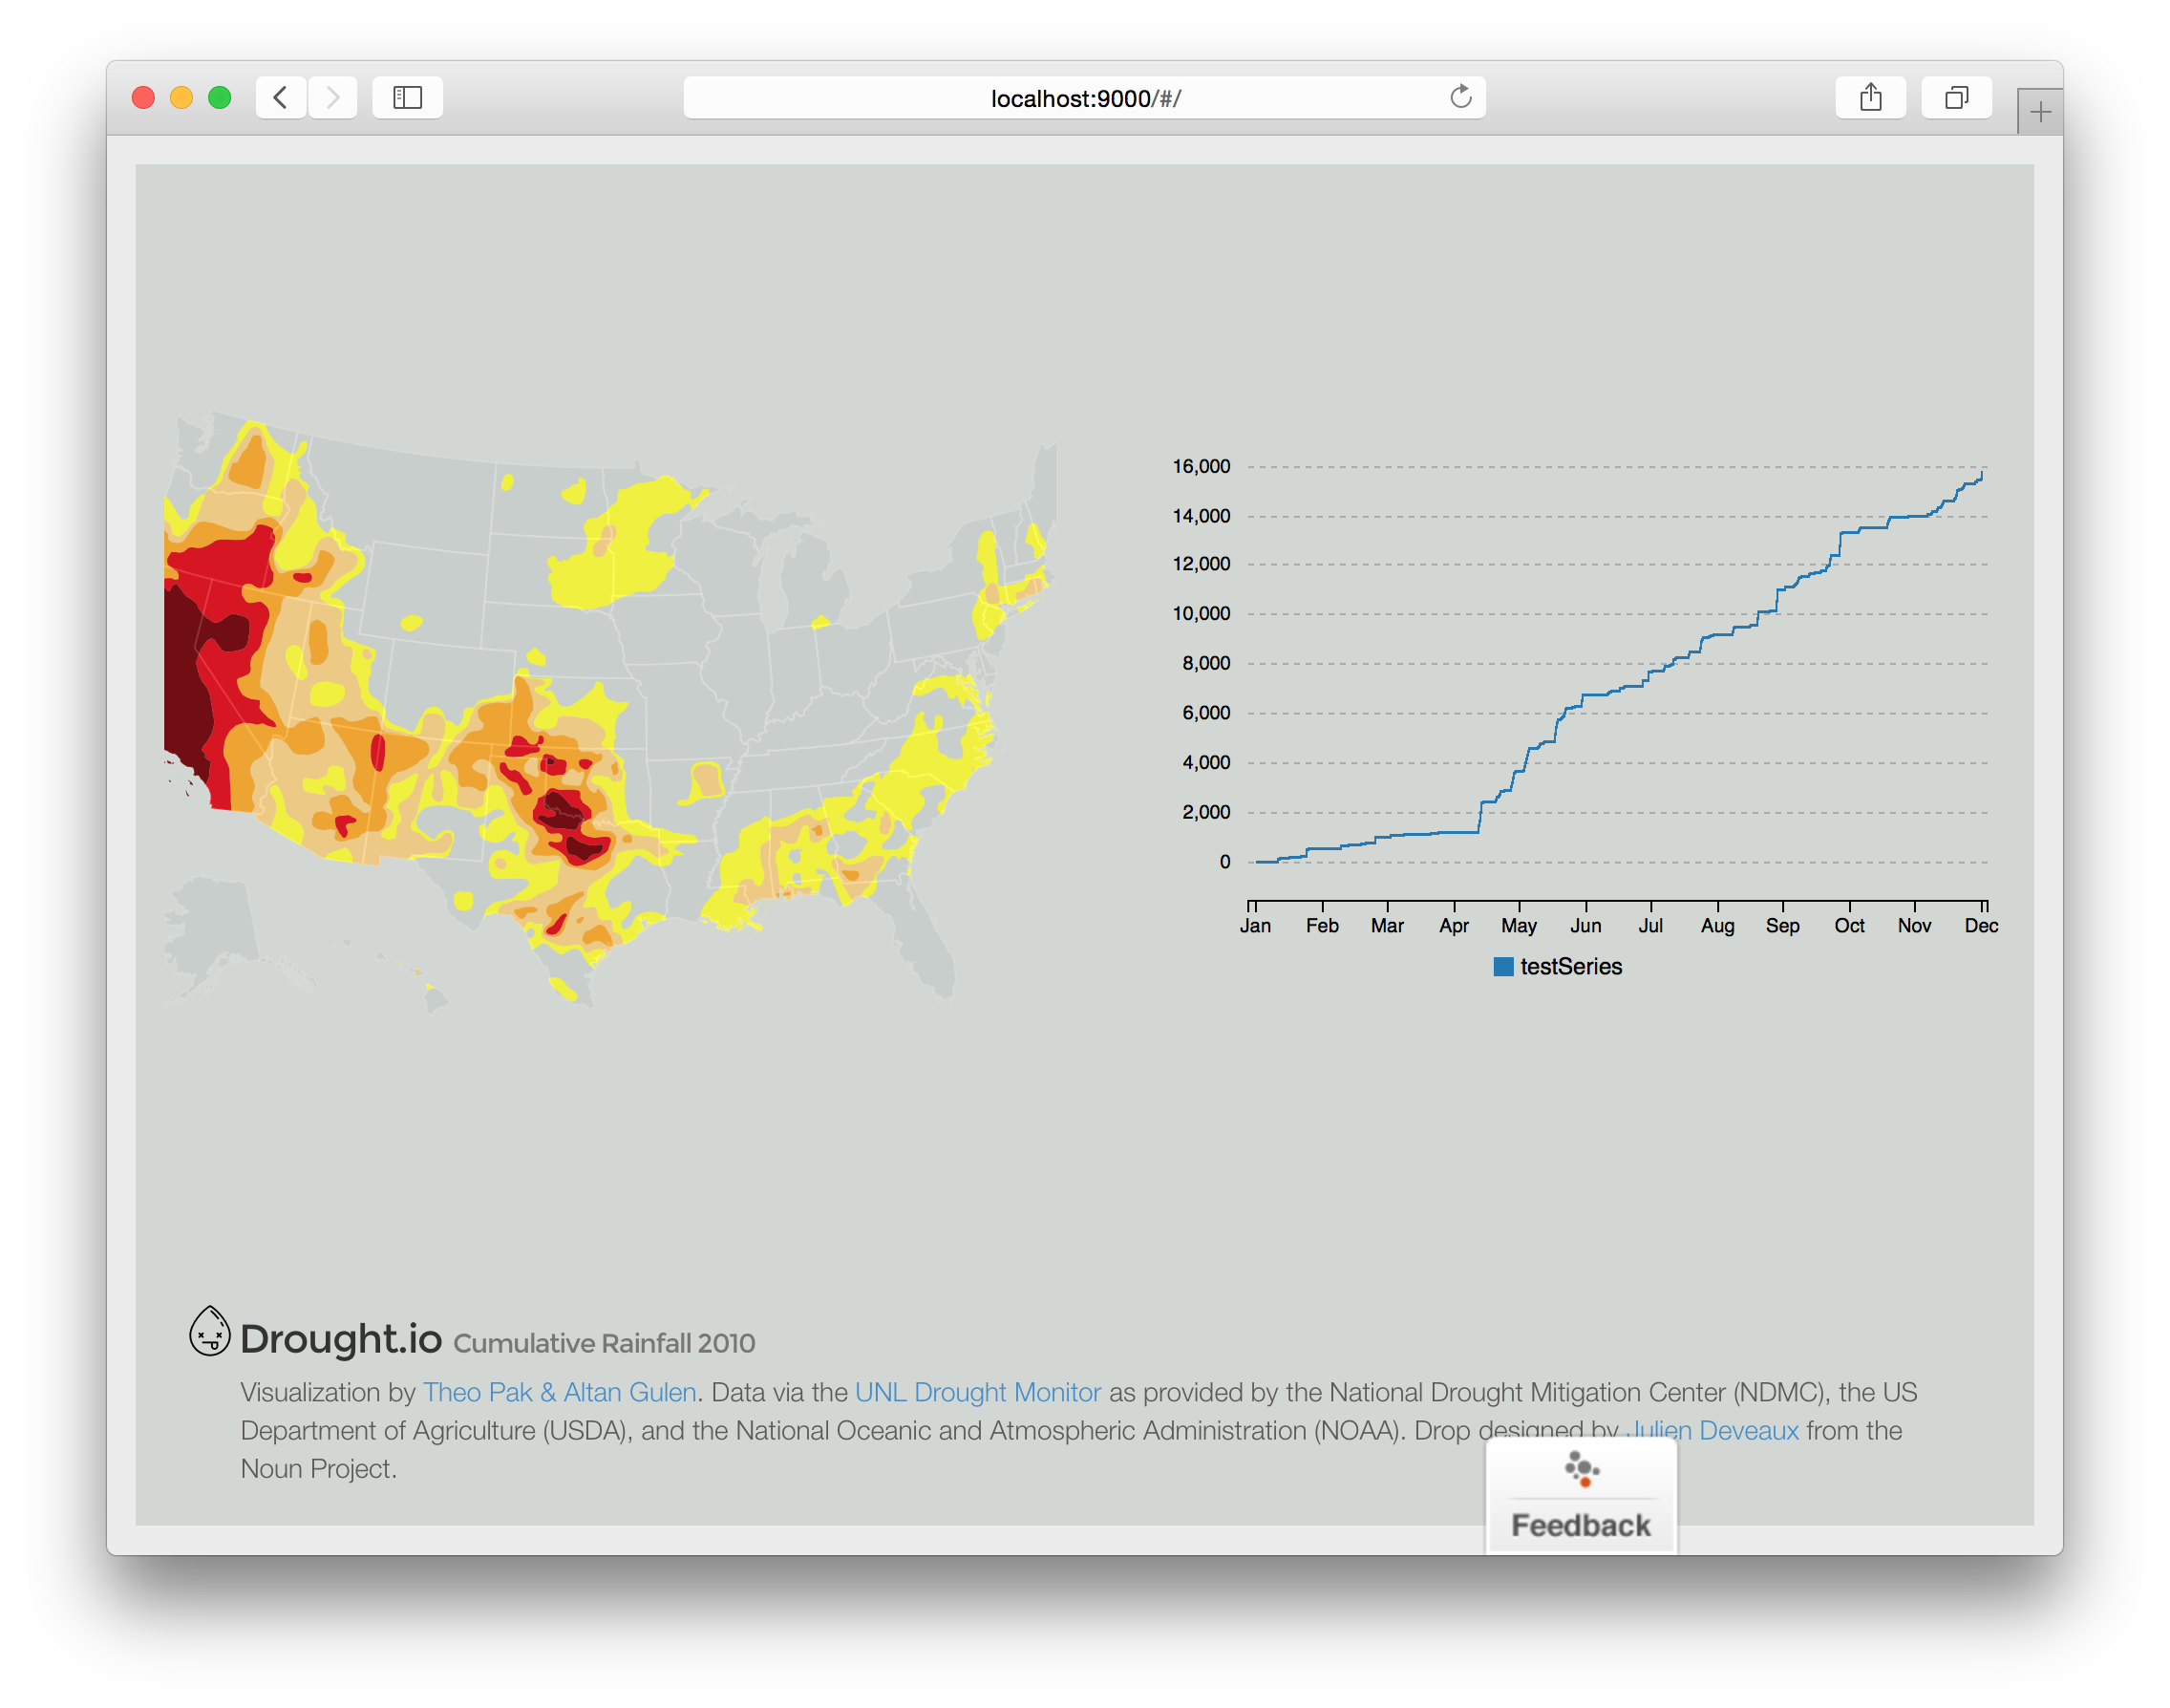 localhost:9000/#/
16,000
14,000
12,000
10,000
8,000
6,000
4,000
2,000
0
Jan Feb Mar Apr May Jun Jul Aug Sep Oct Nov Dec
testSeries
Drought.io Cumulative Rainfall 2010
Visualization by Theo Pak & Altan Gulen. Data via the UNL Drought Monitor as provided by the National Drought Mitigation Center (NDMC), the US
Department of Agriculture (USDA), and the National Oceanic and Atmospheric Administration (NOAA). Drop designed by Julien Deveaux from the
Noun Project.
Feedback